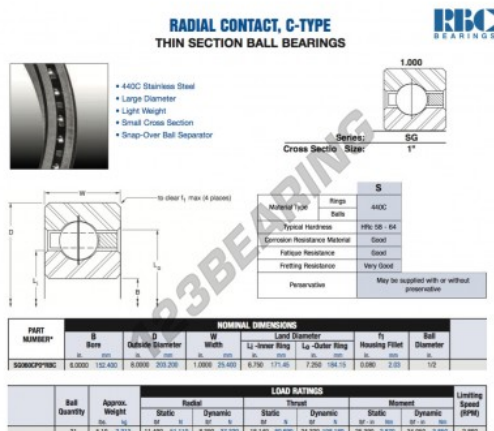 RADIAL CONTACT, C-TYPE
THIN SECTION BALL BEARINGS
RBC
BEARINGS
• 440C Stainless Steel
• Large Diameter
• Light Weight
• Small Cross Section
• Snap-Over Ball Separator
1.000
Series: SG
Cross Sectio Size: 1"
W
to clear f1 max (4 places)
D
L1
B
Lo
123BEARING
S
Material Type Rings 440C
Balls
Typical Hardness HRc 58 - 64
Corrosion Resistance Material Good
Fatigue Resistance Good
Fretting Resistance Very Good
Perservative May be supplied with or without preservative
PART NUMBER*
NOMINAL DIMENSIONS
B Bore
D Outside Diameter
W Width
Land Diameter
Li -Inner Ring Lo -Outer Ring
f1 Housing Fillet
Ball Diameter
in. mm in. mm in. mm in. mm in. mm in. mm in.
SG060CP0*RBC 6.0000 152.400 8.0000 203.200 1.0000 25.400 6.750 171.45 7.250 184.15 0.080 2.03 1/2
Ball Quantity
Approx. Weight
LOAD RATINGS
Radial Thrust Moment
Static Dynamic Static Dynamic Static Dynamic
Limiting Speed (RPM)
lbs. kg